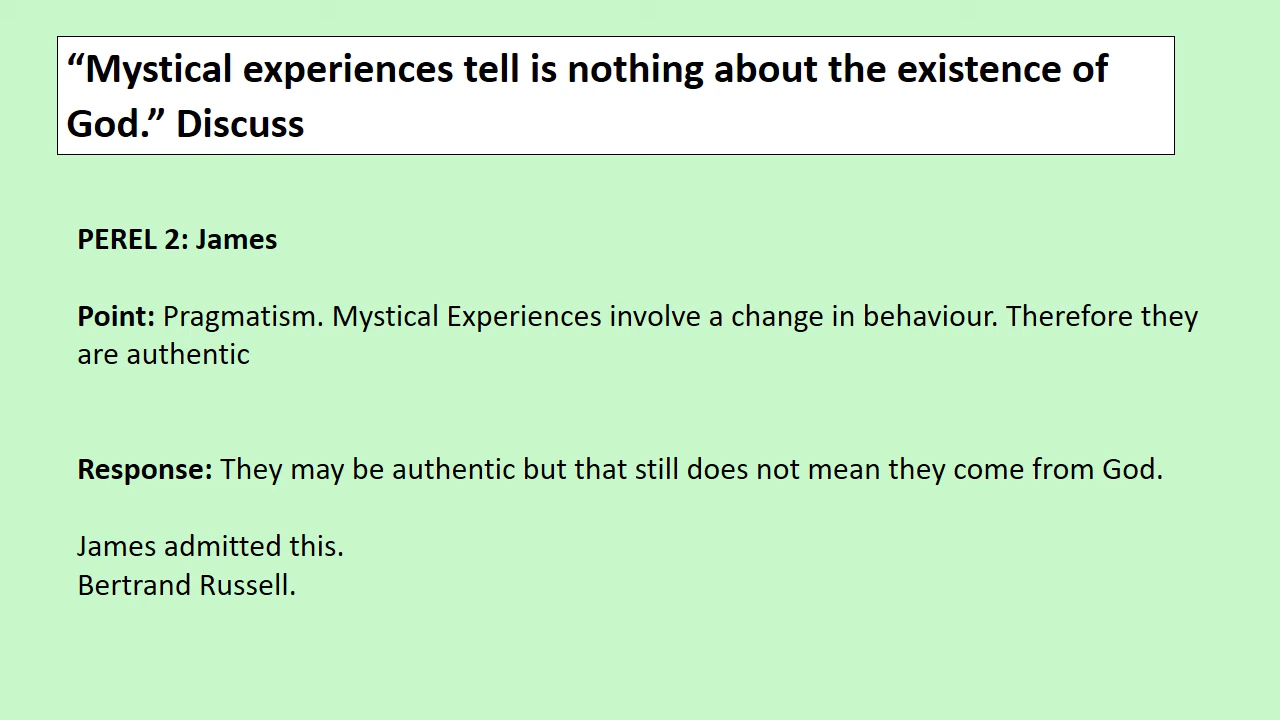 “Mystical experiences tell is nothing about the existence of
God.” Discuss
PEREL 2: James
Point: Pragmatism. Mystical Experiences involve a change in behaviour. Therefore they
are authentic
Response: They may be authentic but that still does not mean they come from God.
James admitted this.
Bertrand Russell.